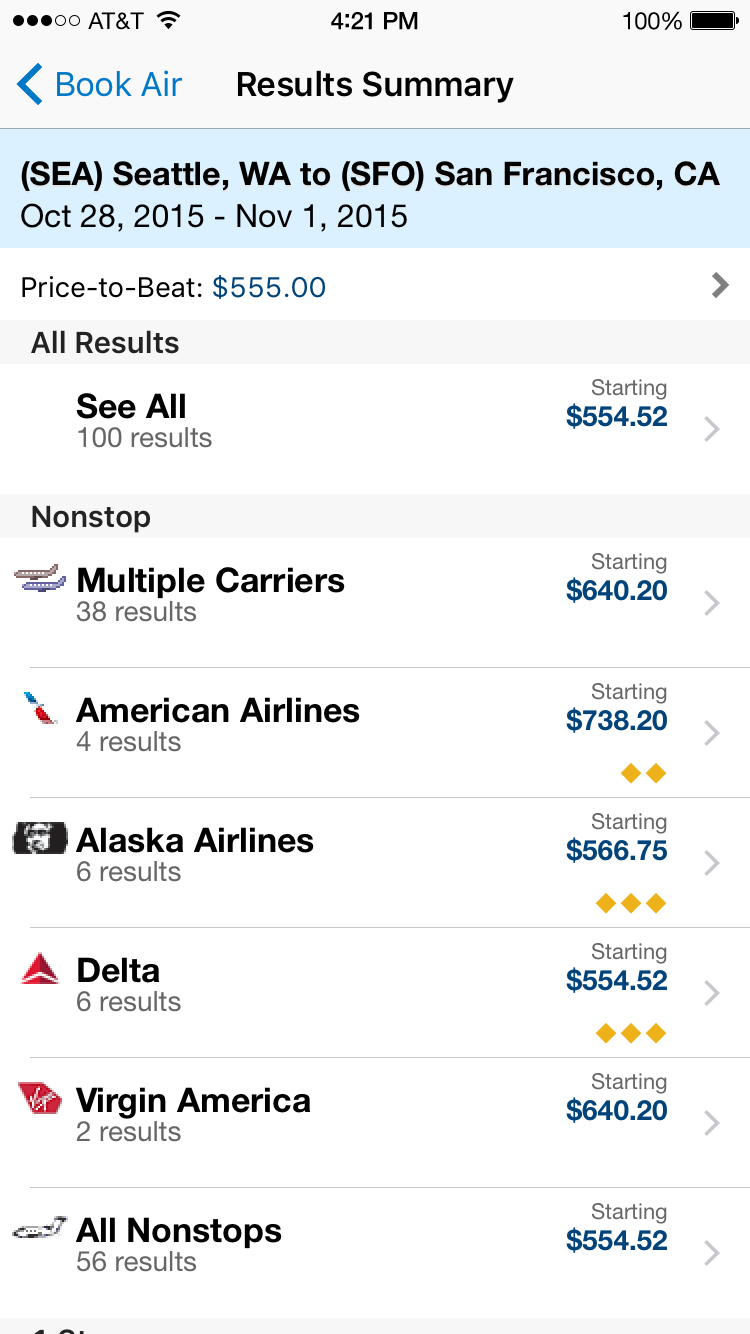 ●●●○○ AT&T 4:21 PM 100%
Book Air Results Summary
(SEA) Seattle, WA to (SFO) San Francisco, CA
Oct 28, 2015 - Nov 1, 2015
Price-to-Beat: $555.00
All Results
See All
100 results
Starting
$554.52
Nonstop
Multiple Carriers
38 results
Starting
$640.20
American Airlines
4 results
Starting
$738.20
Alaska Airlines
6 results
Starting
$566.75
Delta
6 results
Starting
$554.52
Virgin America
2 results
Starting
$640.20
All Nonstops
56 results
Starting
$554.52